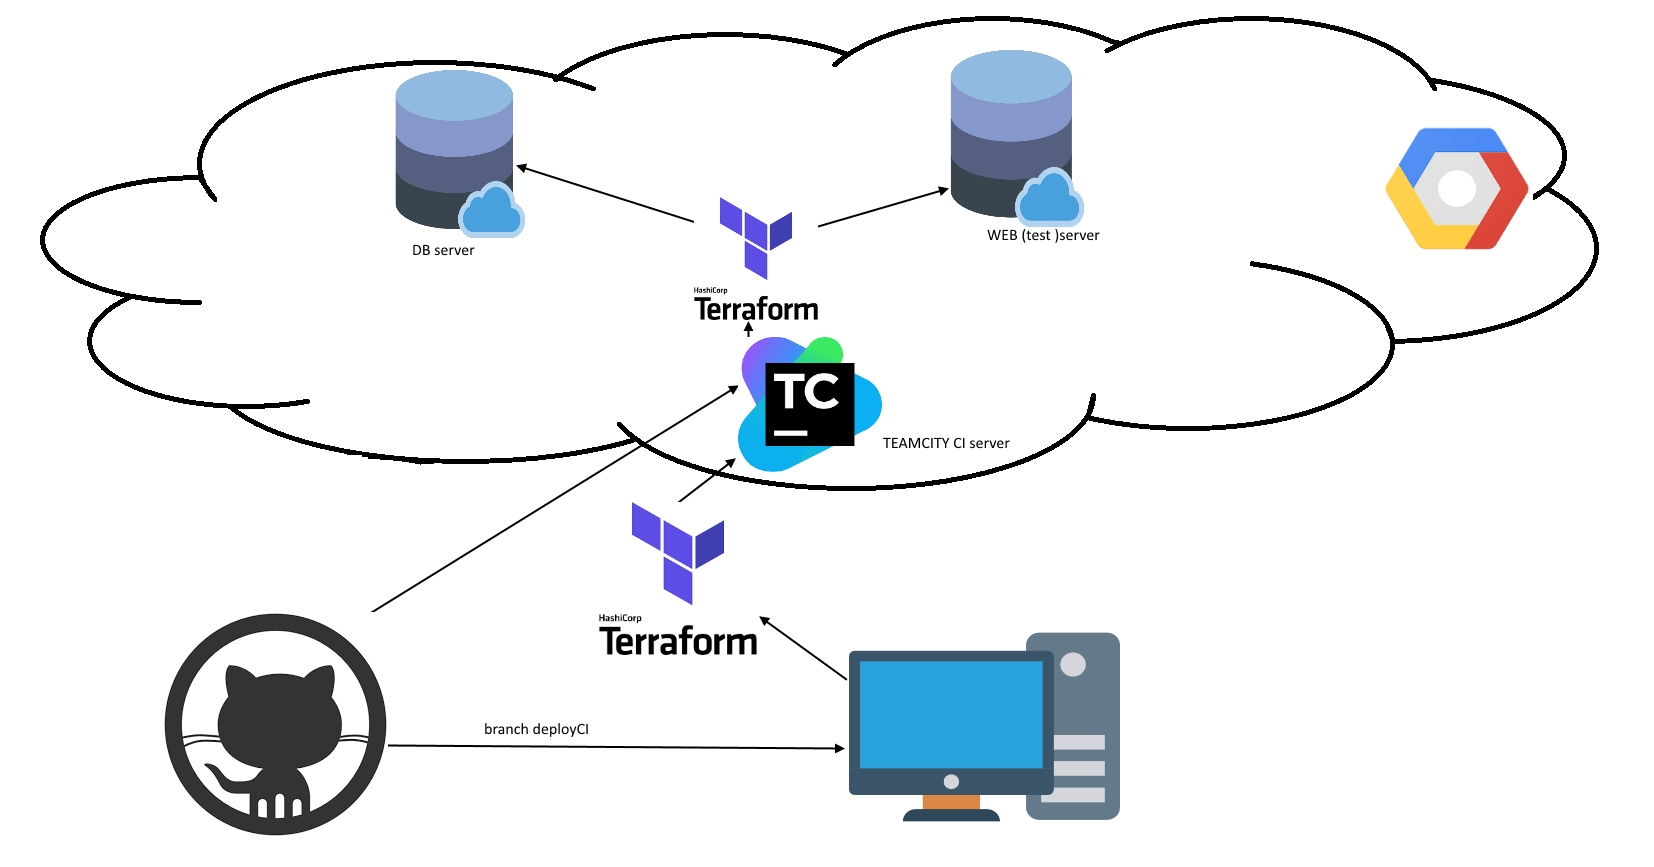 DB server
WEB (test )server
HashiCorp
Terraform
TC
TEAMCITY CI server
HashiCorp
Terraform
branch deployCI